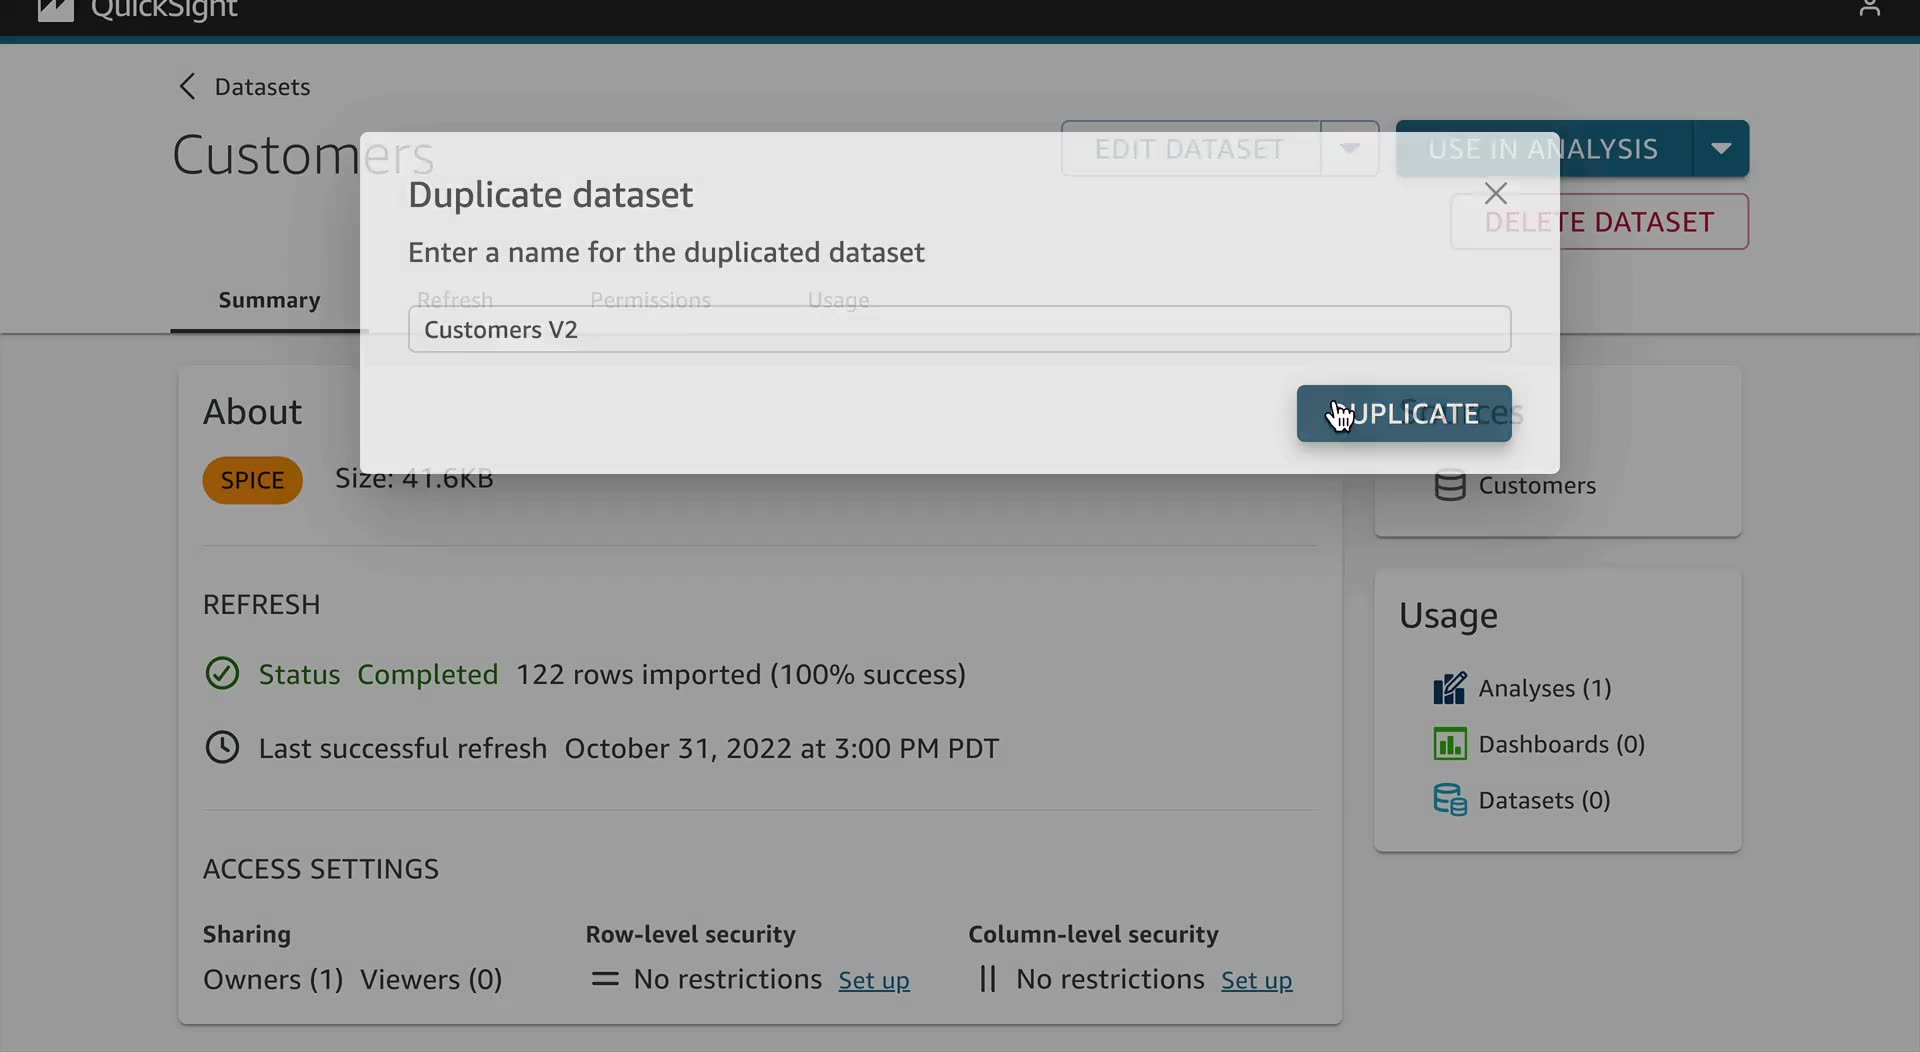 QuickSight
Datasets
Customers
EDIT DATASET
USE IN ANALYSIS
Duplicate dataset
DELETE DATASET
Enter a name for the duplicated dataset
Summary
Refresh
Permissions
Usage
Customers V2
About
DUPLICATE
SPICE
Size: 41.6KB
Customers
REFRESH
Usage
Status Completed 122 rows imported (100% success)
Analyses (1)
Last successful refresh October 31, 2022 at 3:00 PM PDT
Dashboards (0)
Datasets (0)
ACCESS SETTINGS
Sharing
Row-level security
Column-level security
Owners (1) Viewers (0)
No restrictions Set up
No restrictions Set up